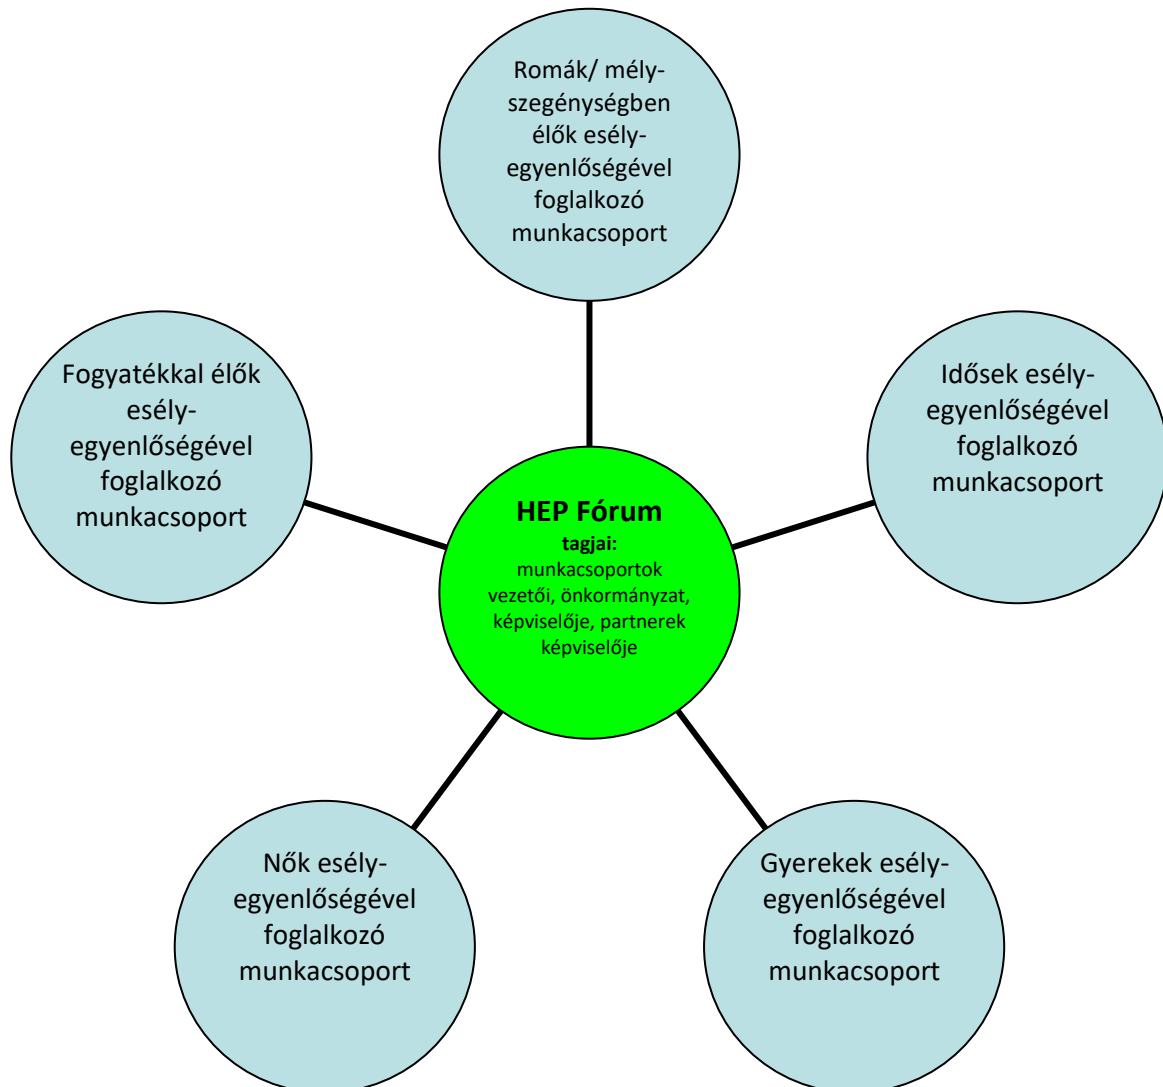 Romák/ mély-
szegénységben
élők esély-
egyenlőségével
foglalkozó
munkacsoport
Fogyatékkal élők
esély-
egyenlőségével
foglalkozó
munkacsoport
Idősek esély-
egyenlőségével
foglalkozó
munkacsoport
HEP Fórum
tagjai:
munkacsoportok
vezetői, önkormányzat,
képviselője, partnerek
képviselője
Nők esély-
egyenlőségével
foglalkozó
munkacsoport
Gyerekek esély-
egyenlőségével
foglalkozó
munkacsoport